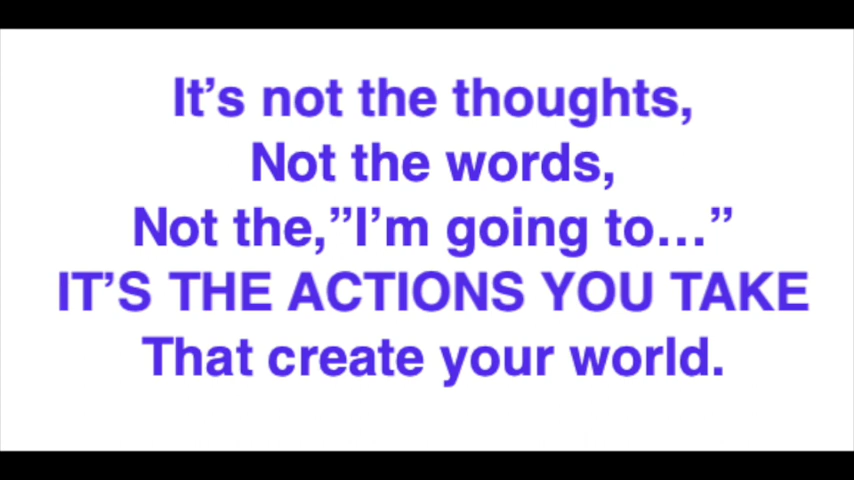 It’s not the thoughts,
Not the words,
Not the,”I’m going to…”
IT’S THE ACTIONS YOU TAKE
That create your world.